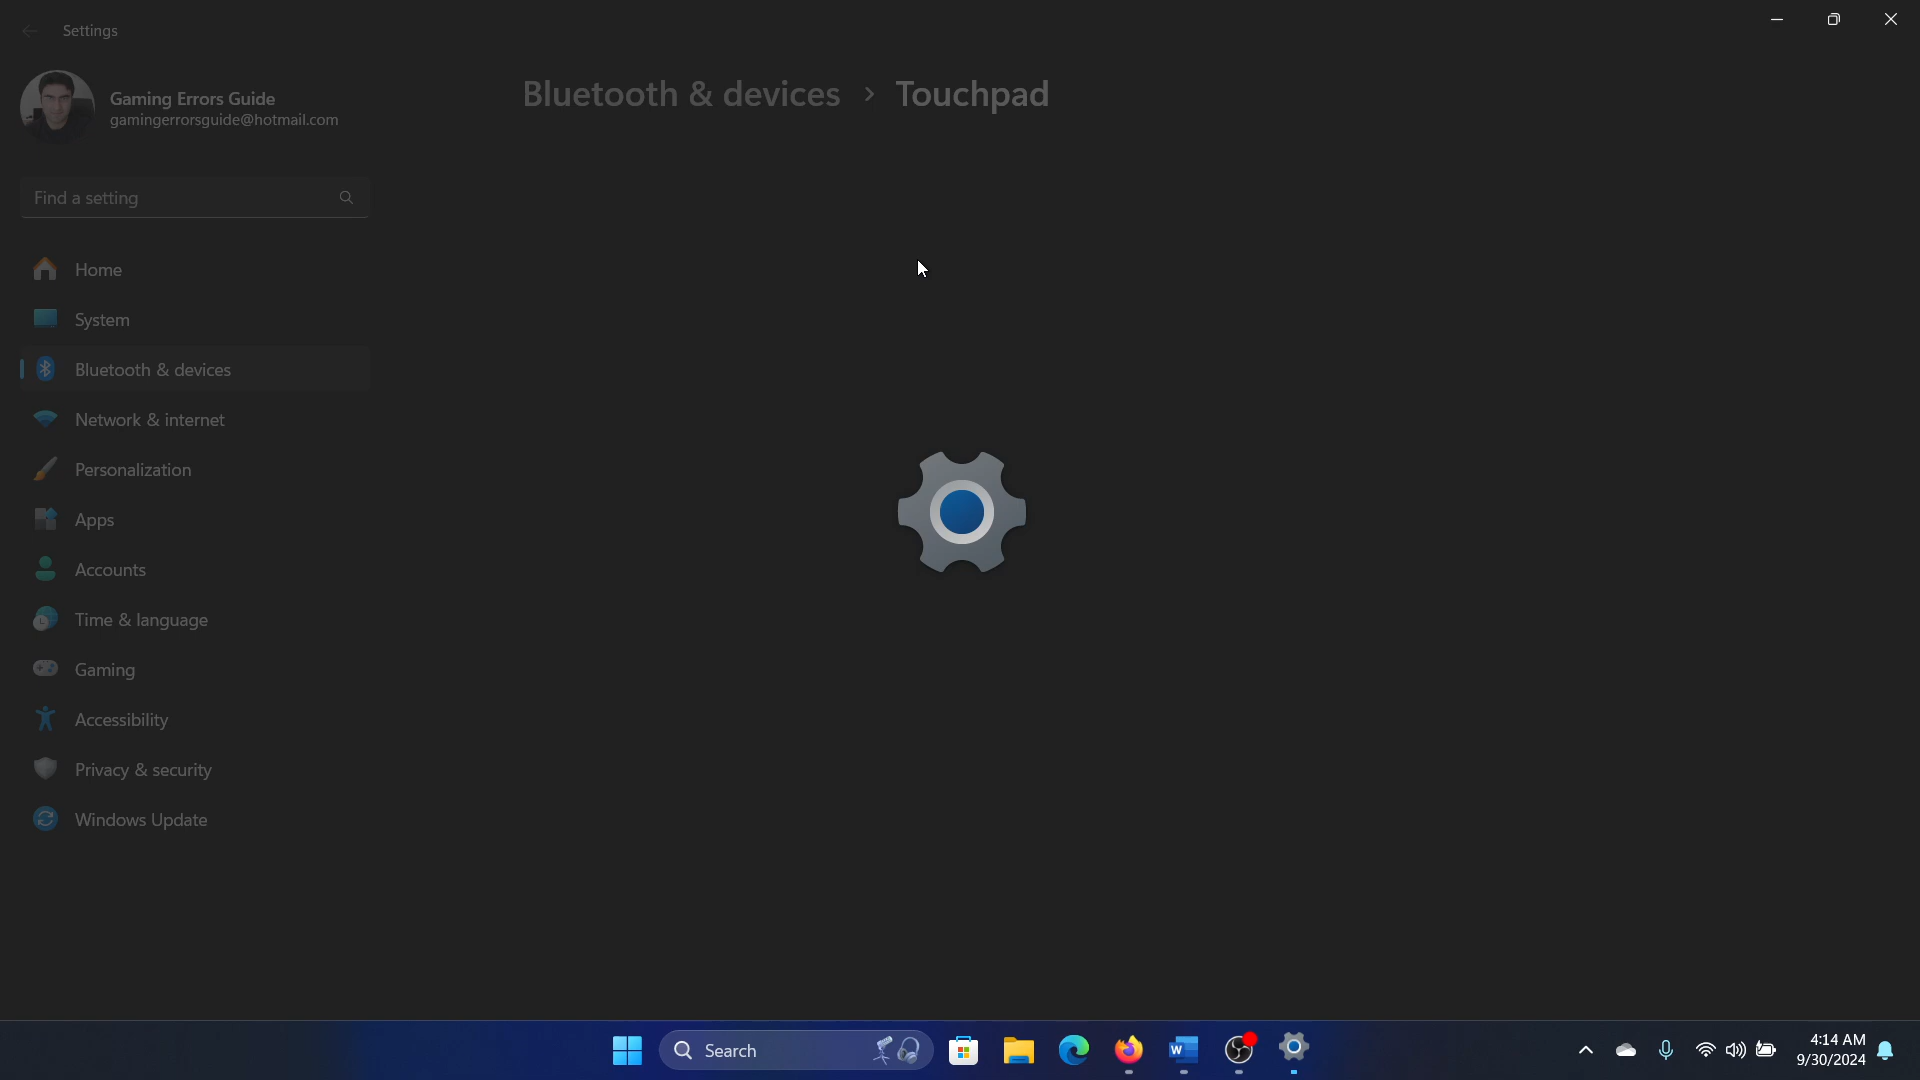 Settings
Gaming Errors Guide
gamingerrorsguide@hotmail.com
Bluetooth & devices > Touchpad
Find a setting
Home
System
Bluetooth & devices
Network & internet
Personalization
Apps
Accounts
Time & language
Gaming
Accessibility
Privacy & security
Windows Update
Search
W
4:14 AM
9/30/2024